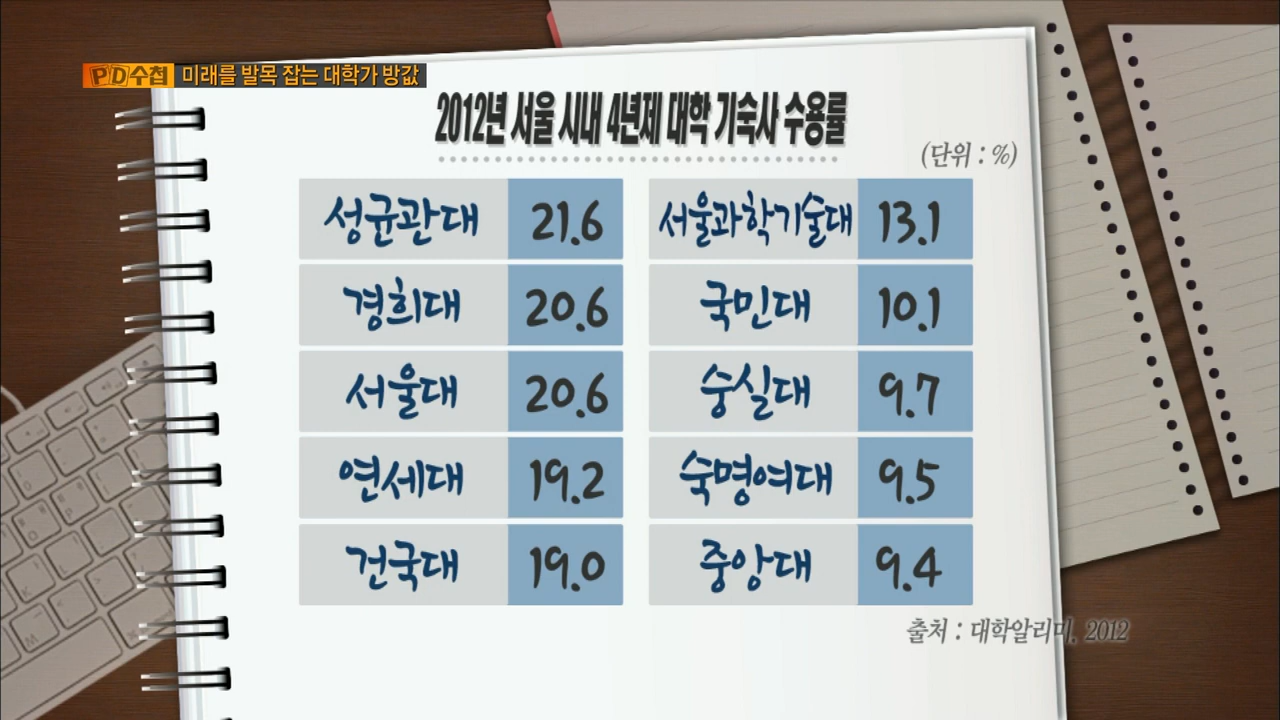 PD수첩 미래를 발목 잡는 대학가 방값
2012년 서울 시내 4년제 대학 기숙사 수용률
(단위 : %)
성균관대 21.6
경희대 20.6
서울대 20.6
연세대 19.2
건국대 19.0
서울과학기술대 13.1
국민대 10.1
숭실대 9.7
숙명여대 9.5
중앙대 9.4
출처 : 대학알리미, 2012